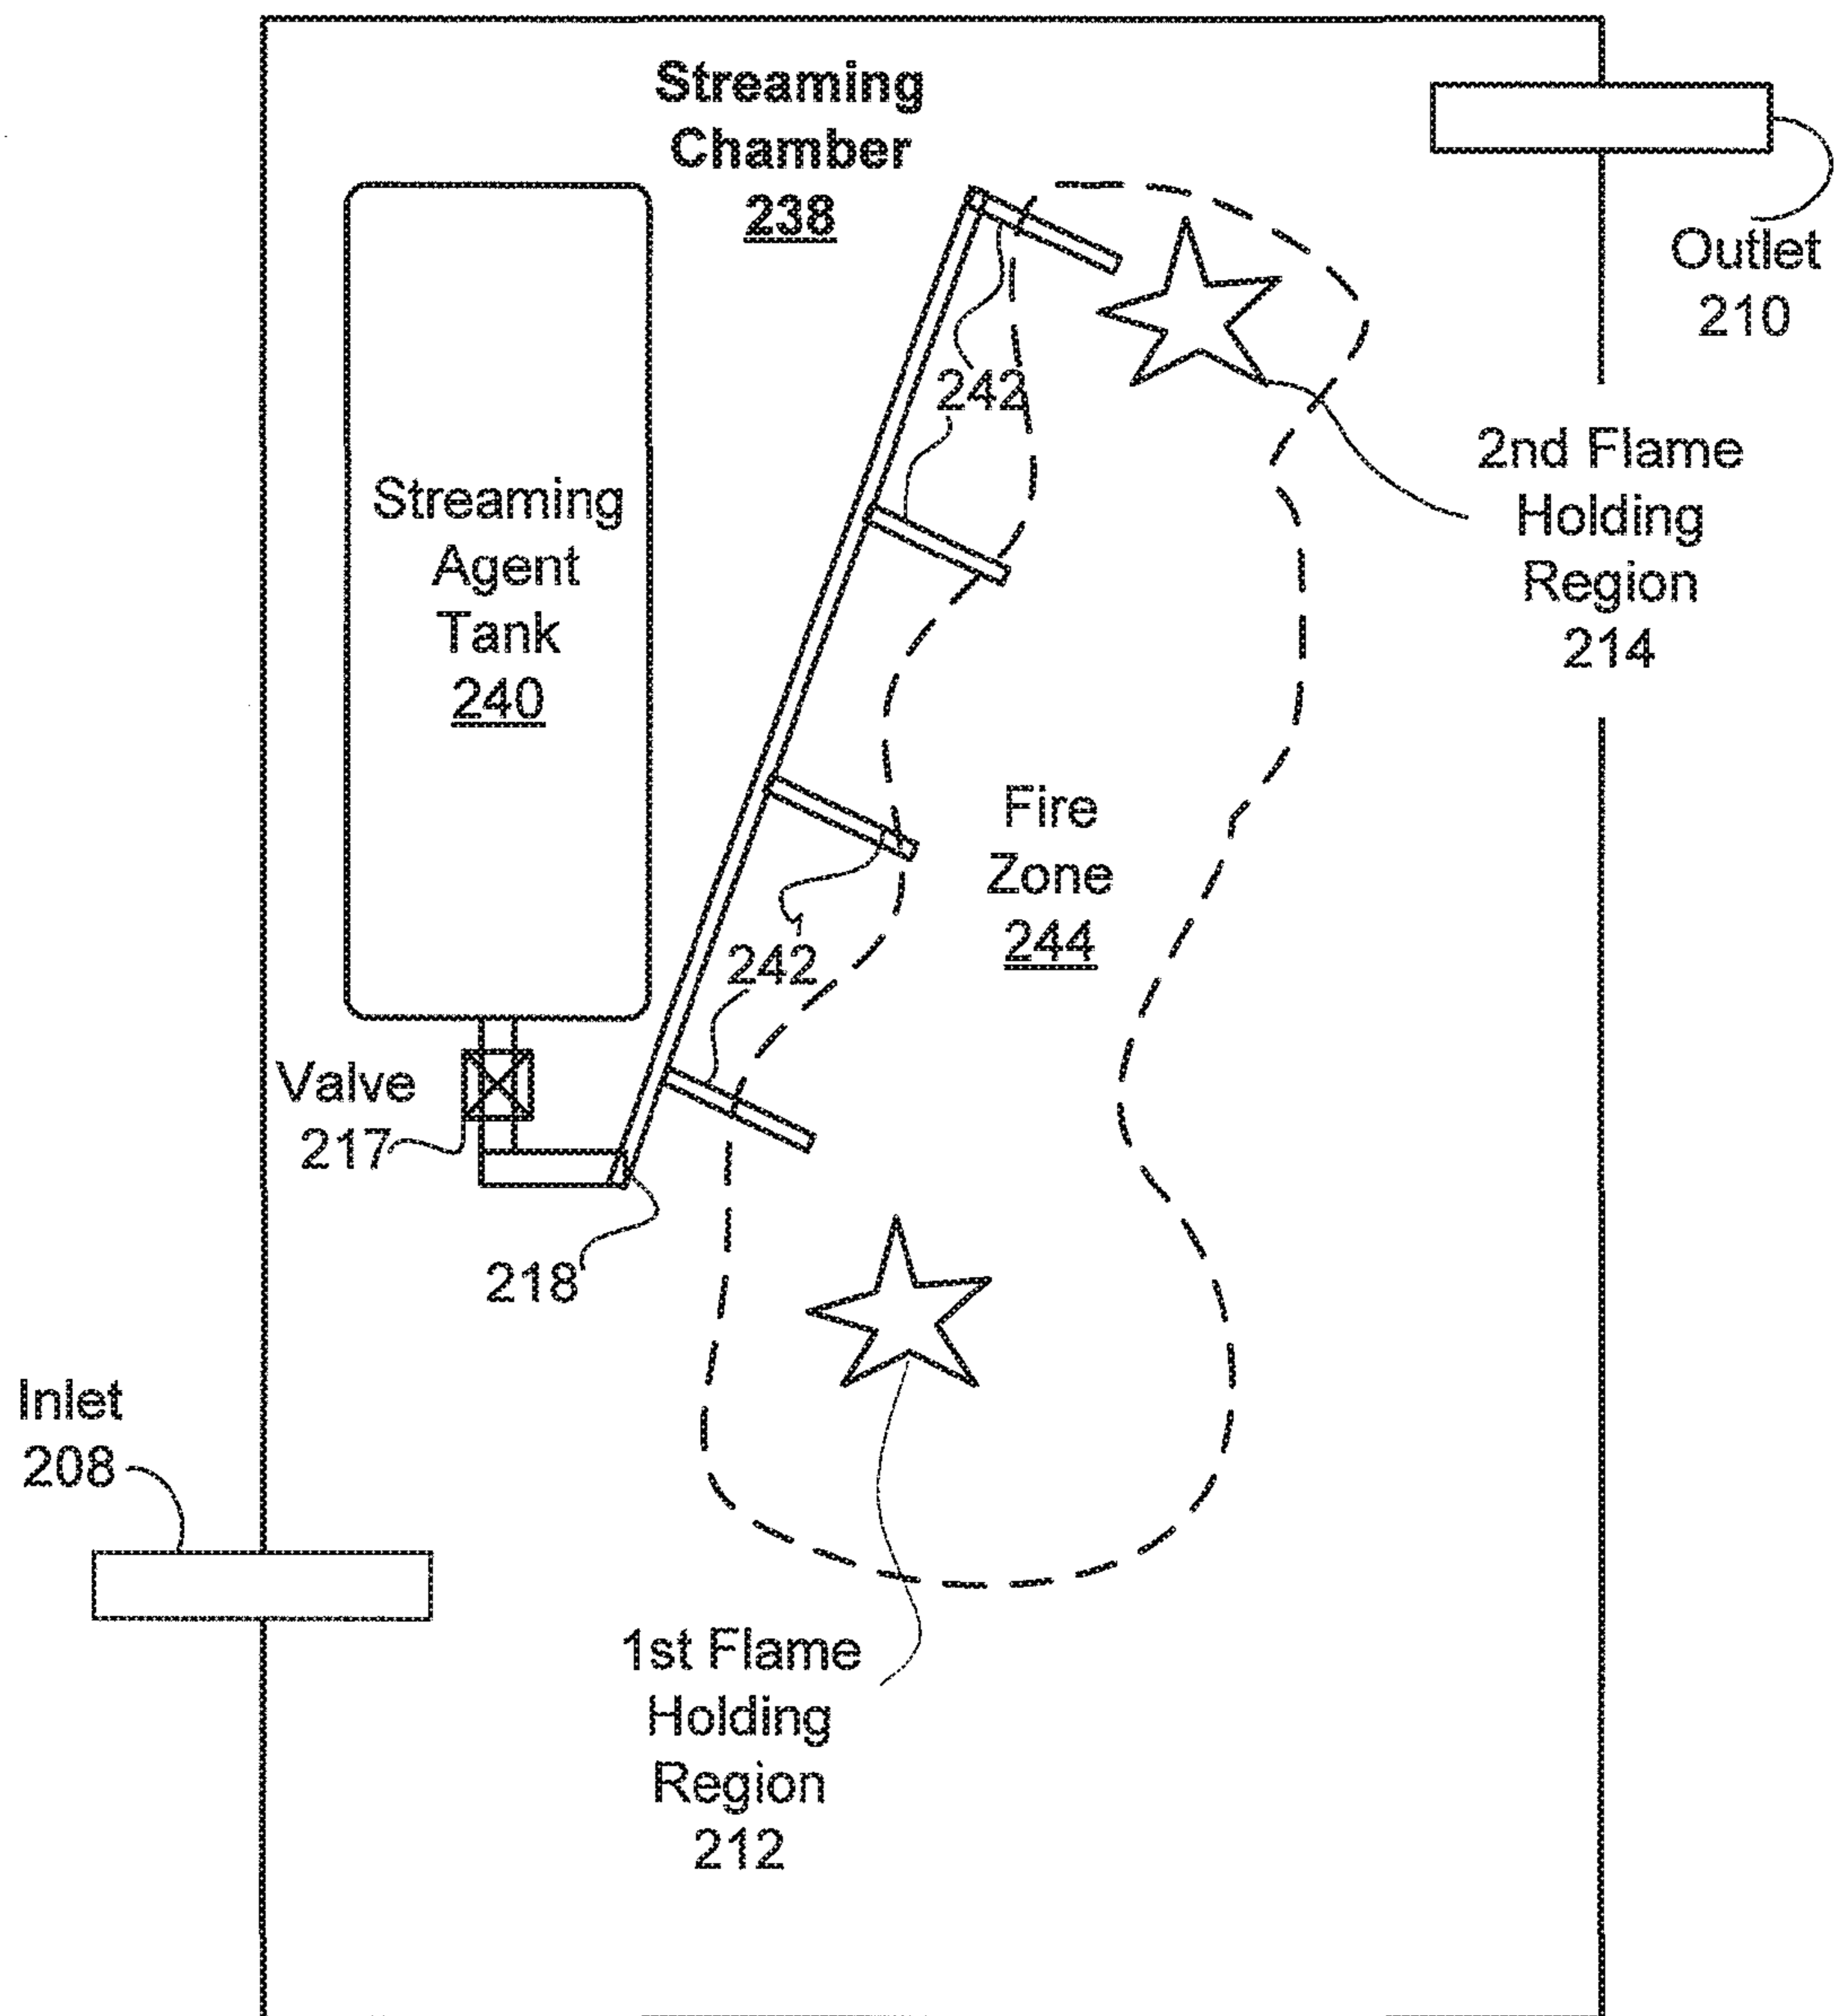 Streaming
Chamber
238
Outlet
210
242
2nd Flame
Holding
Region
214
Streaming
Agent
Tank
240
Fire
Zone
244
242
Valve
217
218
Inlet
208
1st Flame
Holding
Region
212